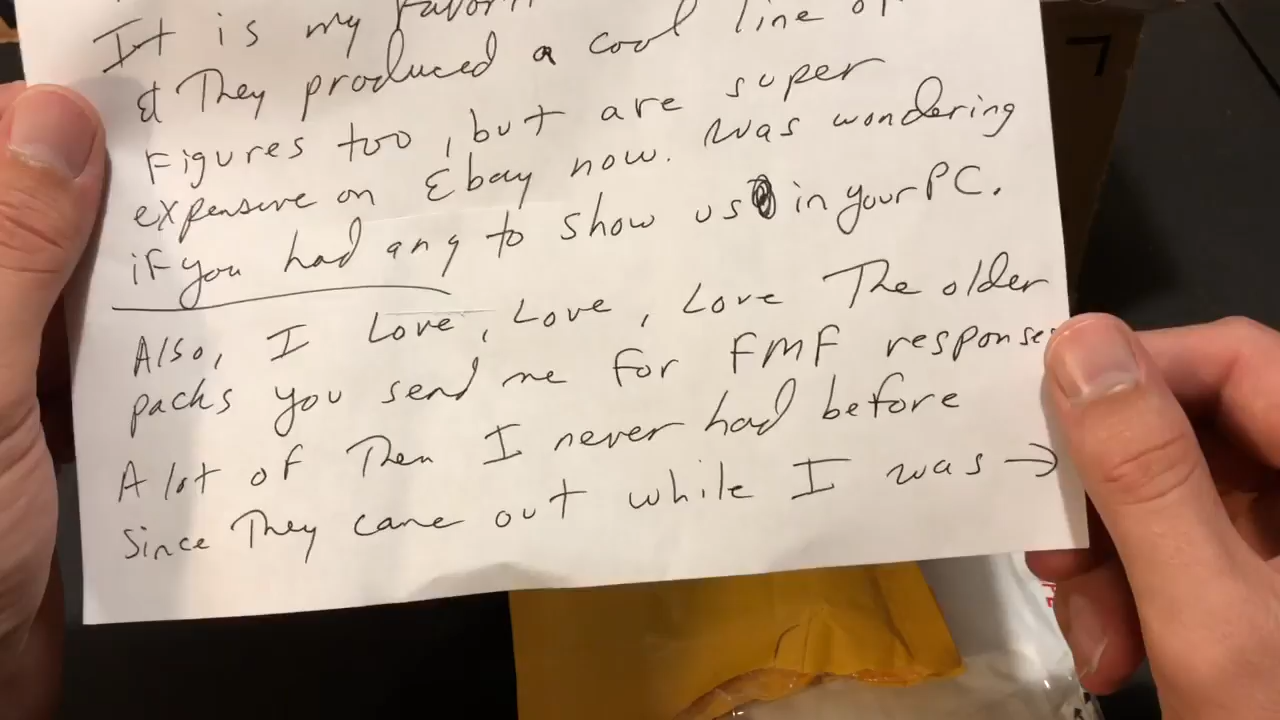 It is my favori
& They produced a cool line of
Figures too, but are super
expensive on Ebay now. Was wondering
if you had any to show us in your PC.
Also, I Love, Love, Love The older
packs you send me for FMF responses
A lot of Them I never had before
Since They came out while I was →
7